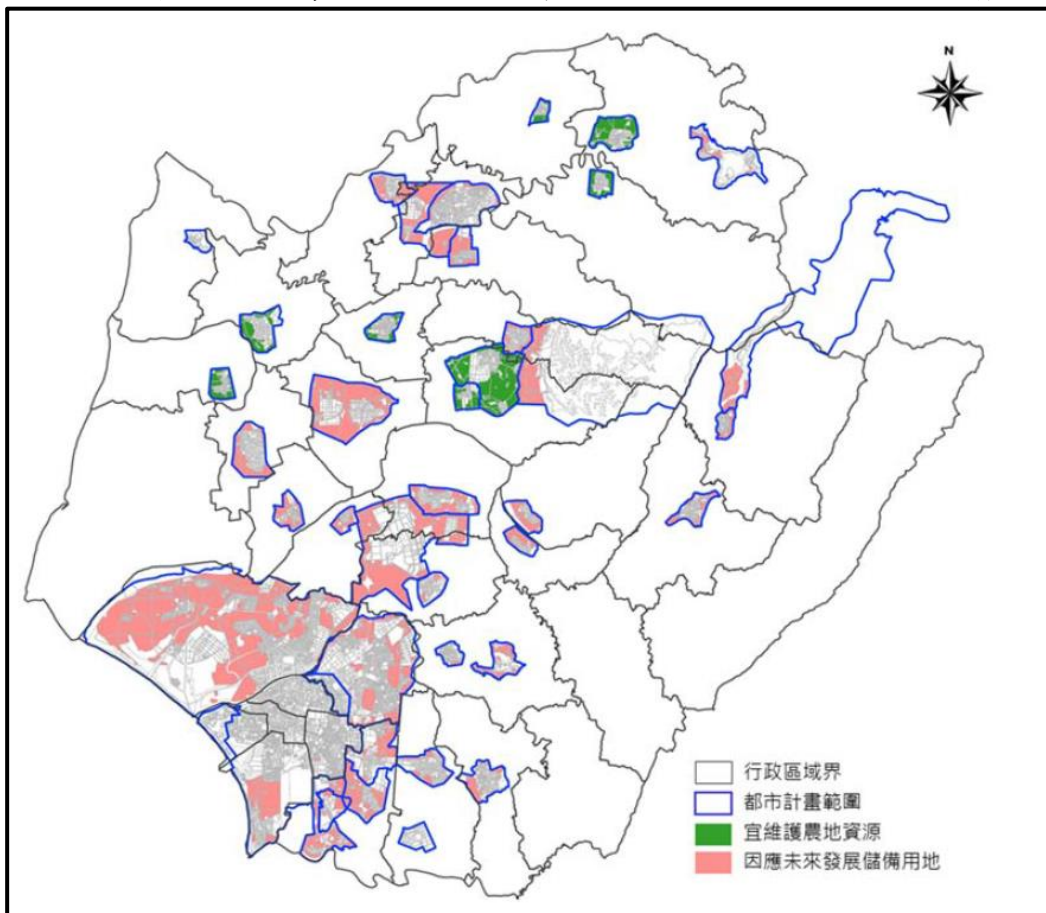 N
行政區域界
都市計畫範圍
宜維護農地資源
因應未來發展儲備用地